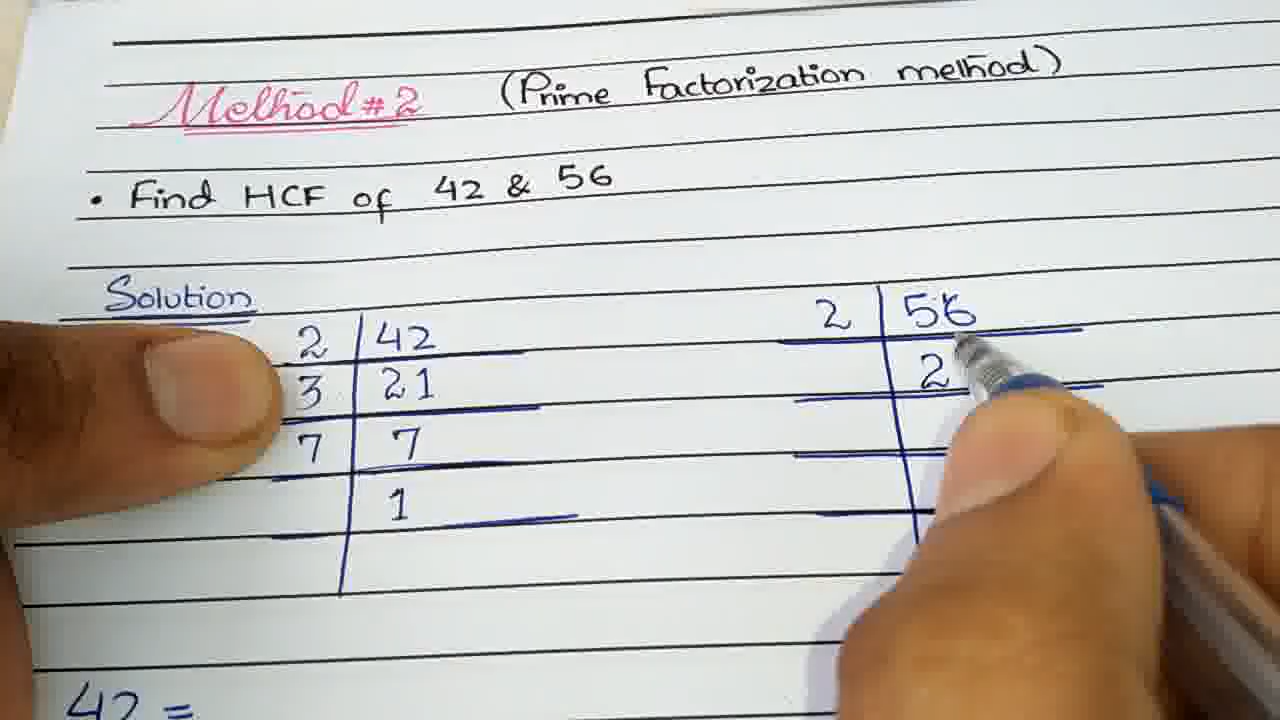 Method #2 (Prime Factorization method)
• Find HCF of 42 & 56
Solution
2 | 42
3 | 21
7 | 7
1
2 | 56
2
42 =